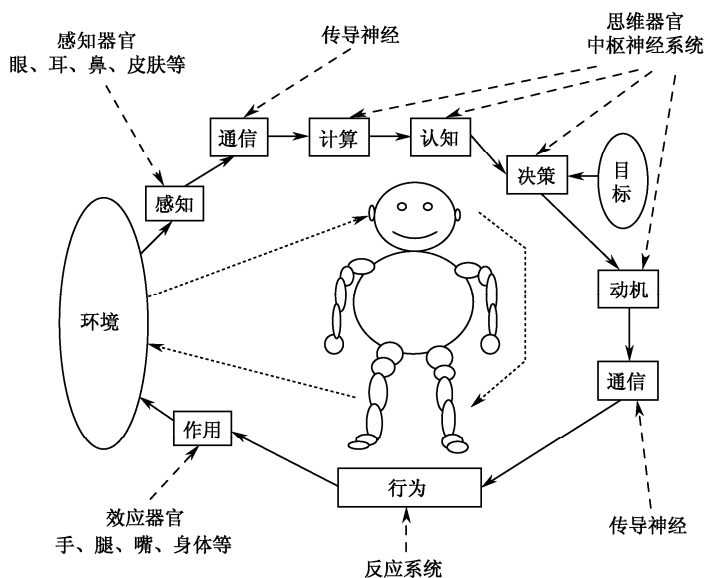 感知器官
眼、耳、鼻、皮肤等
传导神经
思维器官
中枢神经系统
通信
计算
认知
决策
目标
感知
环境
动机
通信
作用
行为
效应器官
手、腿、嘴、身体等
反应系统
传导神经